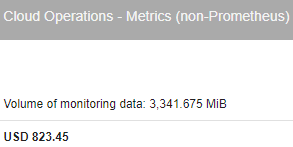 Cloud Operations - Metrics (non-Prometheus)
Volume of monitoring data: 3,341.675 MiB
USD 823.45